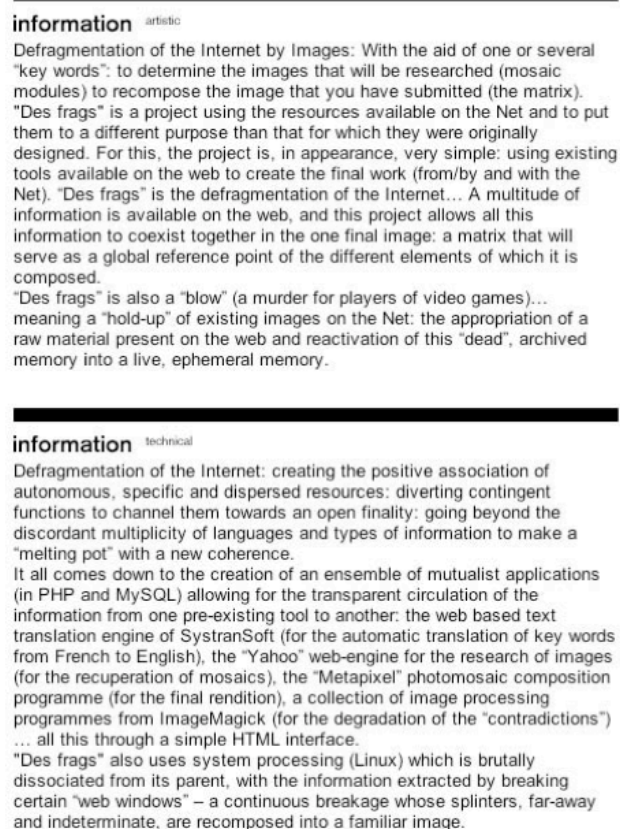 information artistic
Defragmentation of the Internet by Images: With the aid of one or several
“key words”: to determine the images that will be researched (mosaic
modules) to recompose the image that you have submitted (the matrix).
"Des frags" is a project using the resources available on the Net and to put
them to a different purpose than that for which they were originally
designed. For this, the project is, in appearance, very simple: using existing
tools available on the web to create the final work (from/by and with the
Net). “Des frags” is the defragmentation of the Internet... A multitude of
information is available on the web, and this project allows all this
information to coexist together in the one final image: a matrix that will
serve as a global reference point of the different elements of which it is
composed.
“Des frags” is also a “blow” (a murder for players of video games)...
meaning a “hold-up” of existing images on the Net: the appropriation of a
raw material present on the web and reactivation of this “dead”, archived
memory into a live, ephemeral memory.
information technical
Defragmentation of the Internet: creating the positive association of
autonomous, specific and dispersed resources: diverting contingent
functions to channel them towards an open finality: going beyond the
discordant multiplicity of languages and types of information to make a
“melting pot” with a new coherence.
It all comes down to the creation of an ensemble of mutualist applications
(in PHP and MySQL) allowing for the transparent circulation of the
information from one pre-existing tool to another: the web based text
translation engine of SystranSoft (for the automatic translation of key words
from French to English), the “Yahoo” web-engine for the research of images
(for the recuperation of mosaics), the “Metapixel” photomosaic composition
programme (for the final rendition), a collection of image processing
programmes from ImageMagick (for the degradation of the “contradictions”)
... all this through a simple HTML interface.
"Des frags" also uses system processing (Linux) which is brutally
dissociated from its parent, with the information extracted by breaking
certain “web windows” – a continuous breakage whose splinters, far-away
and indeterminate, are recomposed into a familiar image.